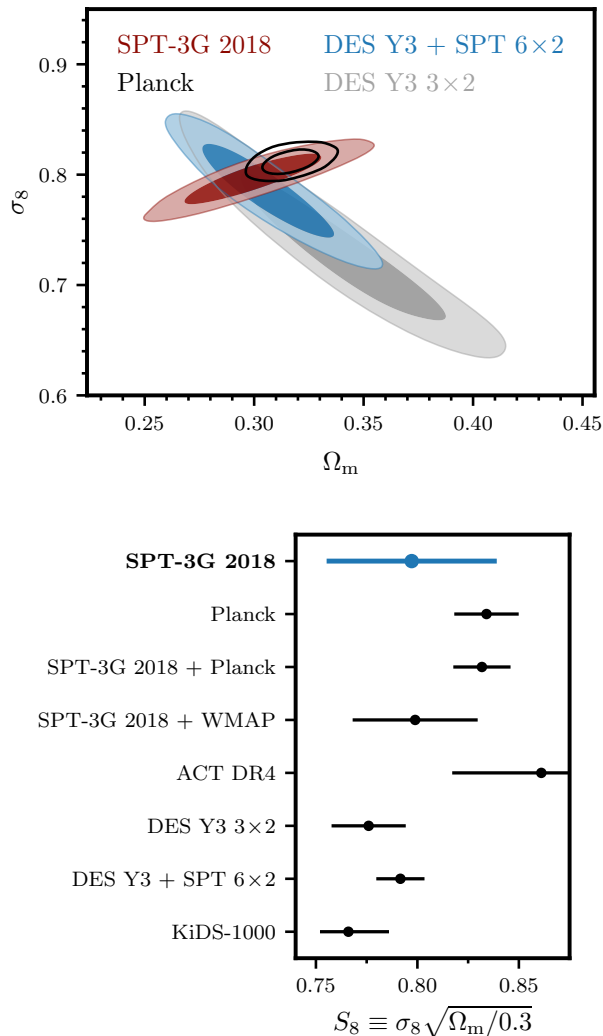 SPT-3G 2018 DES Y3 + SPT 6×2
Planck DES Y3 3×2
0.9
0.8
0.7
0.6
σ₈
0.25 0.30 0.35 0.40 0.45
Ωₘ
SPT-3G 2018
Planck
SPT-3G 2018 + Planck
SPT-3G 2018 + WMAP
ACT DR4
DES Y3 3×2
DES Y3 + SPT 6×2
KiDS-1000
0.75 0.80 0.85
S₈ ≡ σ₈√(Ωₘ/0.3)